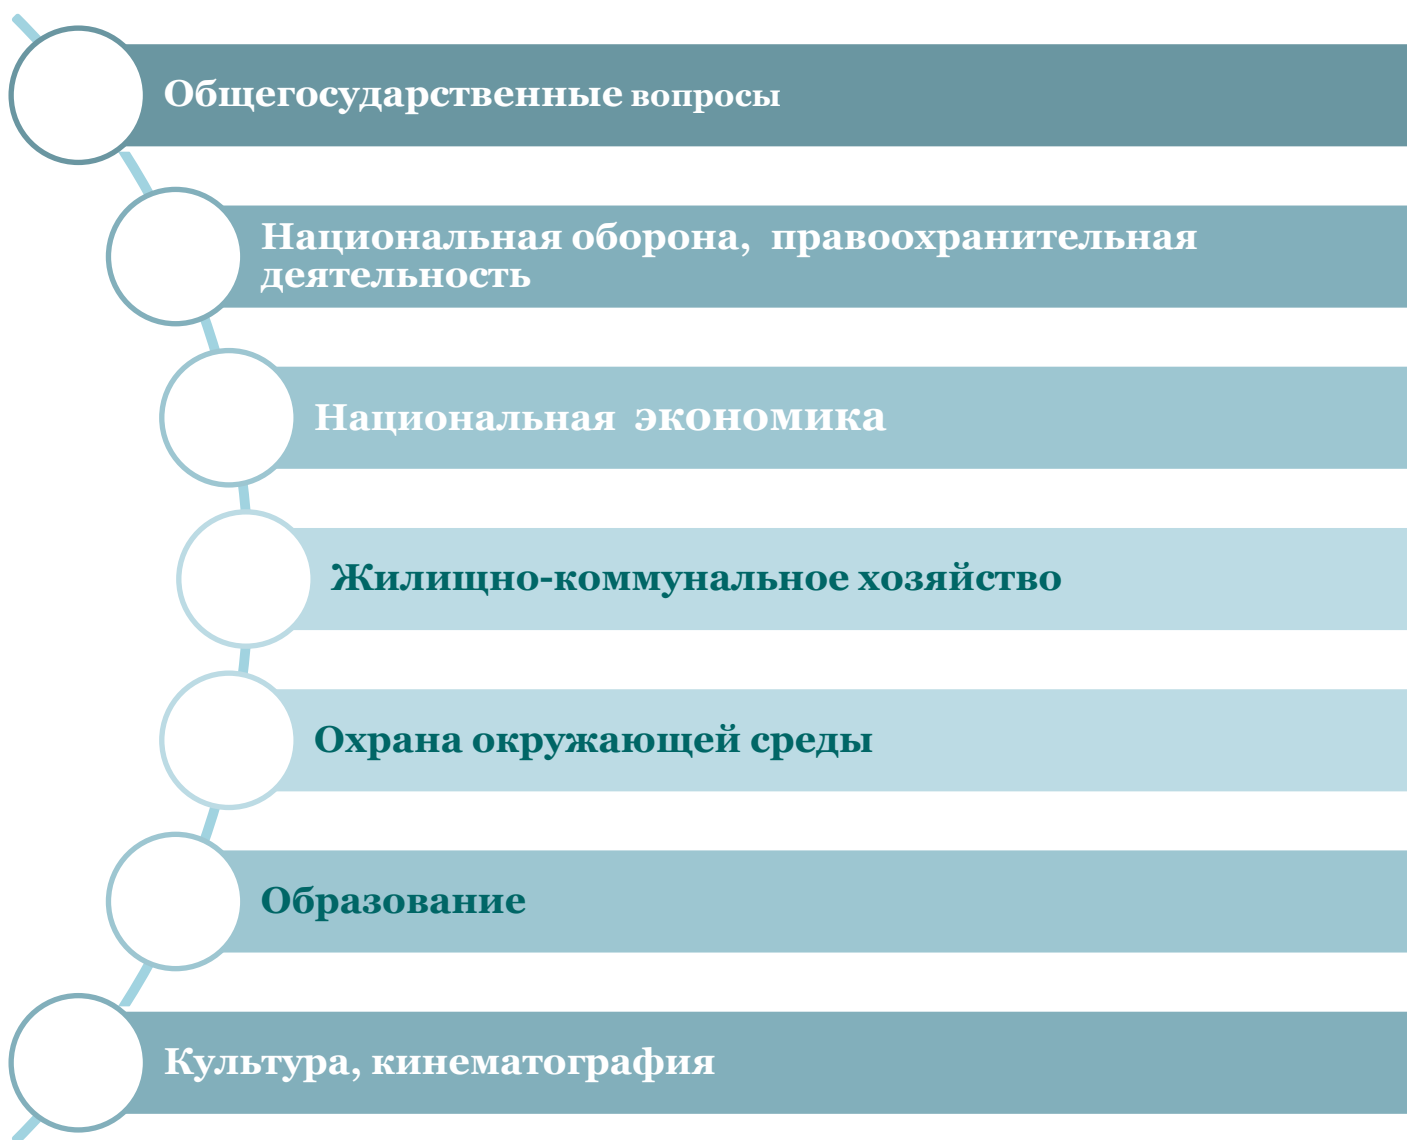 Общегосударственные вопросы
Национальная оборона, правоохранительная
деятельность
Национальная экономика
Жилищно-коммунальное хозяйство
Охрана окружающей среды
Образование
Культура, кинематография